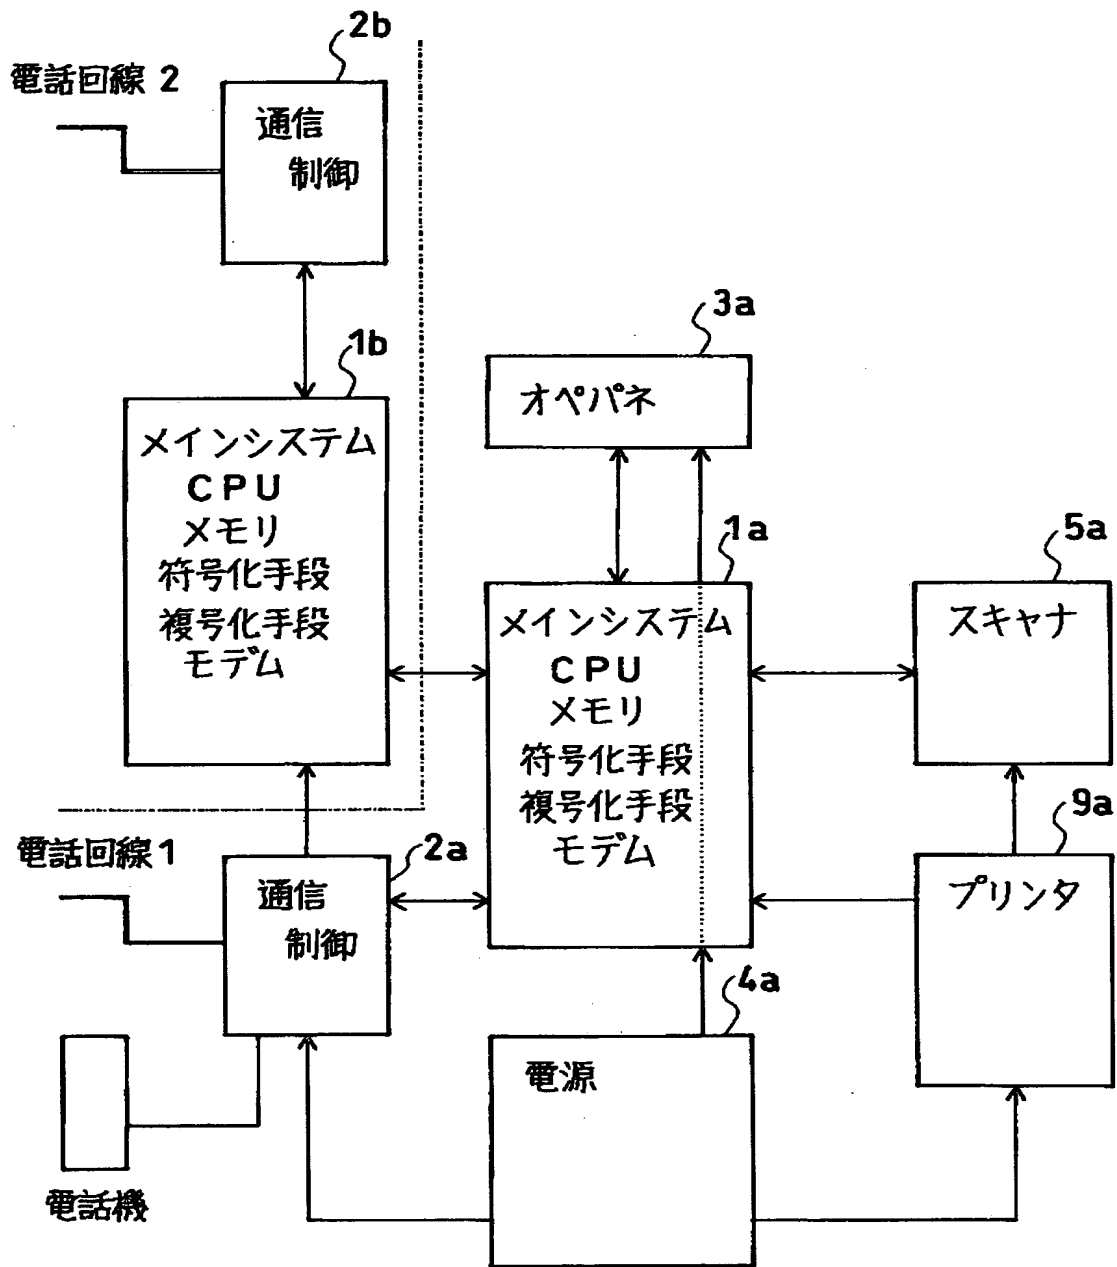 2b
電話回線 2
通信
制御
3a
1b
オペパネ
メインシステム
CPU
メモリ
符号化手段
複号化手段
モデム
1a
メインシステム
CPU
メモリ
符号化手段
複号化手段
モデム
5a
スキャナ
電話回線1
2a
通信
制御
9a
プリンタ
4a
電源
電話機